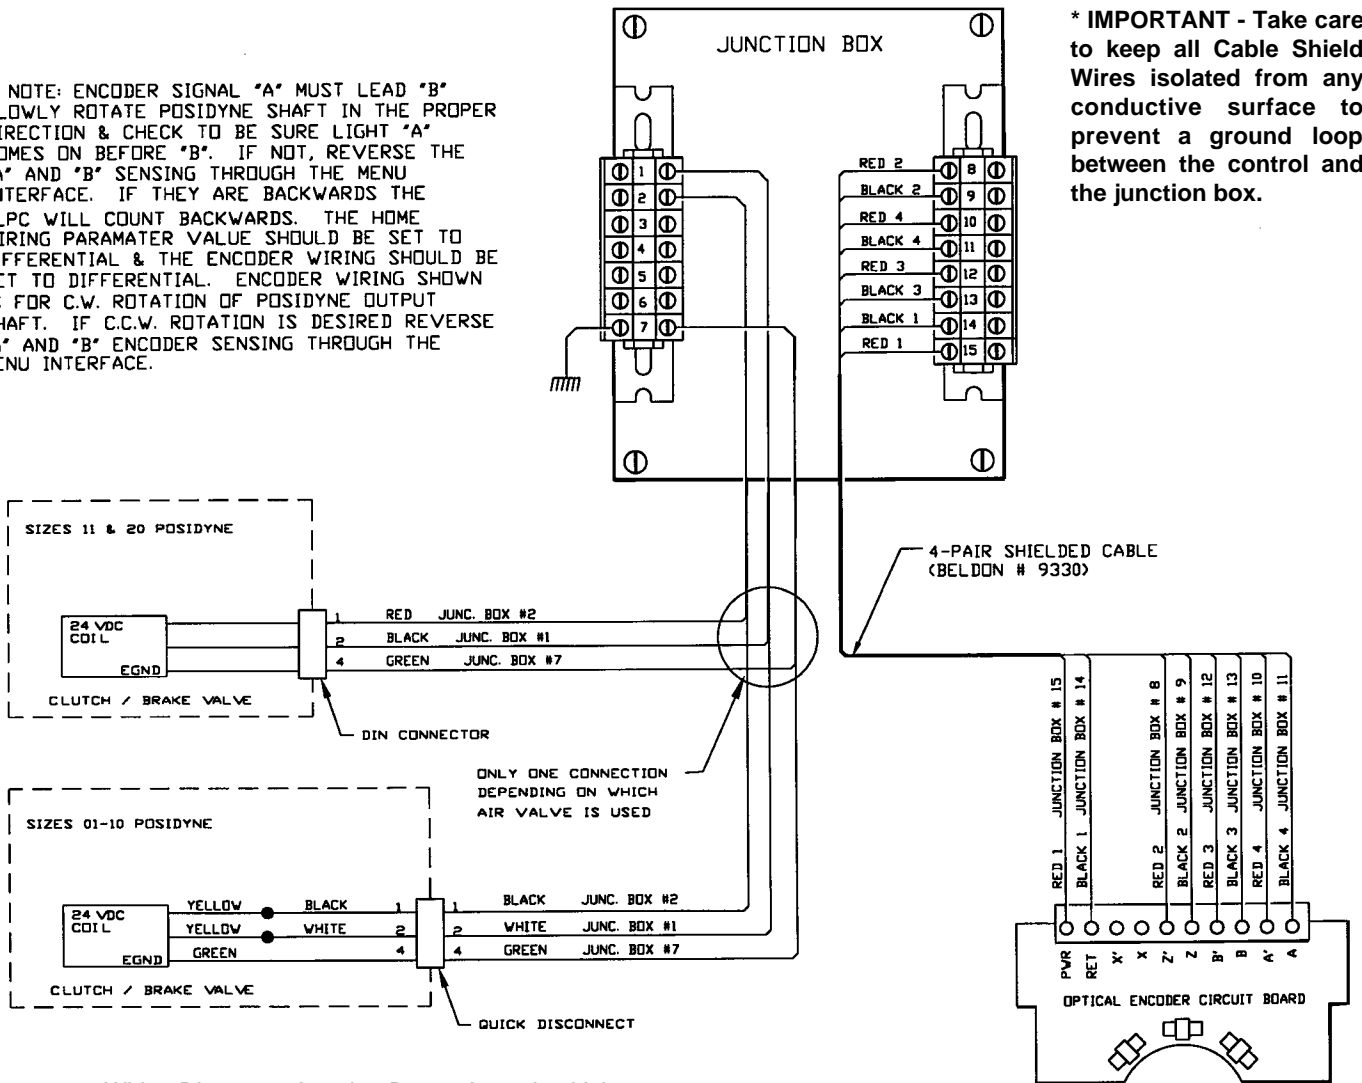 NOTE: ENCODER SIGNAL "A" MUST LEAD "B"
LOWLY ROTATE POSIDYNE SHAFT IN THE PROPER
IRECTION & CHECK TO BE SURE LIGHT "A"
OMES ON BEFORE "B". IF NOT, REVERSE THE
A" AND "B" SENSING THROUGH THE MENU
NTERFACE. IF THEY ARE BACKWARDS THE
LPC WILL COUNT BACKWARDS. THE HOME
IRING PARAMATER VALUE SHOULD BE SET TO
IFFERENTIAL & THE ENCODER WIRING SHOULD BE
ET TO DIFFERENTIAL. ENCODER WIRING SHOWN
FOR C.W. ROTATION OF POSIDYNE OUTPUT
HAFT. IF C.C.W. ROTATION IS DESIRED REVERSE
" AND "B" ENCODER SENSING THROUGH THE
ENU INTERFACE.
JUNCTION BOX
1
2
3
4
5
6
7
RED 2
BLACK 2
RED 4
BLACK 4
RED 3
BLACK 3
BLACK 1
RED 1
8
9
10
11
12
13
14
15
* IMPORTANT - Take care
to keep all Cable Shield
Wires isolated from any
conductive surface to
prevent a ground loop
between the control and
the junction box.
SIZES 11 & 20 POSIDYNE
24 VDC
COIL
EGND
CLUTCH / BRAKE VALVE
1 RED JUNC. BOX #2
2 BLACK JUNC. BOX #1
4 GREEN JUNC. BOX #7
DIN CONNECTOR
4-PAIR SHIELDED CABLE
(BELDON # 9330)
ONLY ONE CONNECTION
DEPENDING ON WHICH
AIR VALVE IS USED
SIZES 01-10 POSIDYNE
24 VDC
COIL
EGND
CLUTCH / BRAKE VALVE
YELLOW BLACK 1
YELLOW WHITE 2
GREEN 4
1 BLACK JUNC. BOX #2
2 WHITE JUNC. BOX #1
4 GREEN JUNC. BOX #7
QUICK DISCONNECT
RED 1 JUNCTION BOX # 15
BLACK 1 JUNCTION BOX # 14
RED 2 JUNCTION BOX # 8
BLACK 2 JUNCTION BOX # 9
RED 3 JUNCTION BOX # 12
BLACK 3 JUNCTION BOX # 13
RED 4 JUNCTION BOX # 10
BLACK 4 JUNCTION BOX # 11
PWR
RET
X'
X
Z'
Z
B'
B
A'
A
OPTICAL ENCODER CIRCUIT BOARD